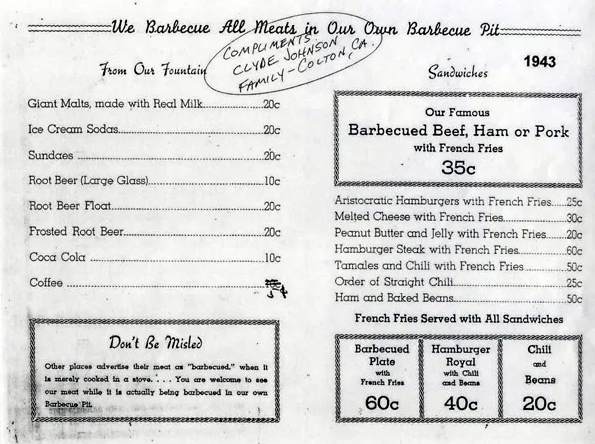 We Barbecue All Meats in Our Own Barbecue Pit
COMPLIMENTS
CLYDE JOHNSON
FAMILY - COLTON, CA.
1943
From Our Fountain
Giant Malts, made with Real Milk 20c
Ice Cream Sodas 20c
Sundaes 20c
Root Beer (Large Glass) 10c
Root Beer Float 20c
Frosted Root Beer 20c
Coca Cola 10c
Coffee 5¢
Don't Be Misled
Other places advertise their meat as "barbecued," when it
is merely cooked in a stove. . . . You are welcome to see
our meat while it is actually being barbecued in our own
Barbecue Pit.
Sandwiches
Our Famous
Barbecued Beef, Ham or Pork
with French Fries
35c
Aristocratic Hamburgers with French Fries 25c
Melted Cheese with French Fries 30c
Peanut Butter and Jelly with French Fries 20c
Hamburger Steak with French Fries 60c
Tamales and Chili with French Fries 50c
Order of Straight Chili 25c
Ham and Baked Beans 50c
French Fries Served with All Sandwiches
Barbecued
Plate
with
French Fries
60c
Hamburger
Royal
with Chili
and Beans
40c
Chili
and
Beans
20c